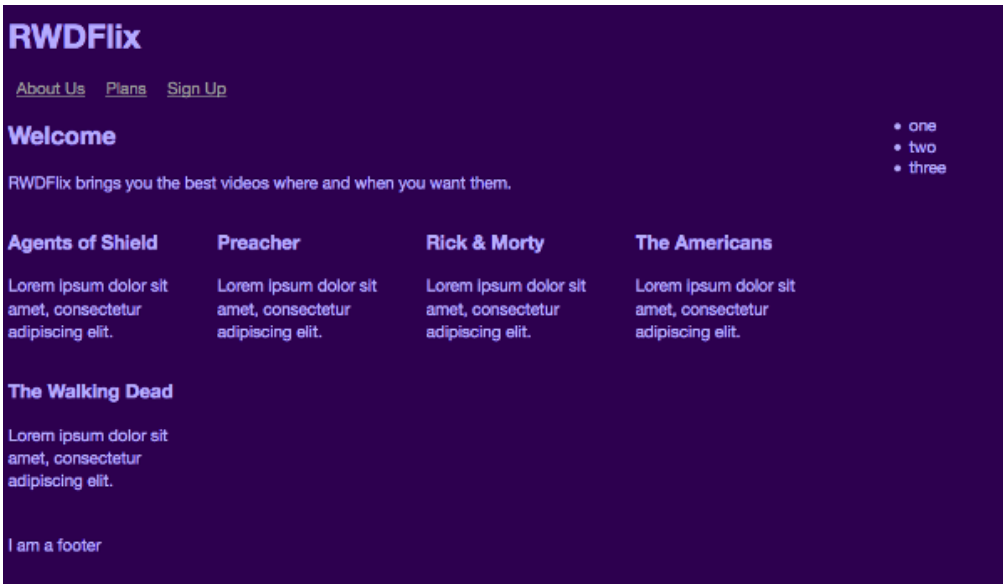 RWDFlix
About Us Plans Sign Up
Welcome
RWDFlix brings you the best videos where and when you want them.
one
two
three
Agents of Shield
Lorem ipsum dolor sit
amet, consectetur
adipiscing elit.
Preacher
Lorem ipsum dolor sit
amet, consectetur
adipiscing elit.
Rick & Morty
Lorem ipsum dolor sit
amet, consectetur
adipiscing elit.
The Americans
Lorem ipsum dolor sit
amet, consectetur
adipiscing elit.
The Walking Dead
Lorem ipsum dolor sit
amet, consectetur
adipiscing elit.
I am a footer